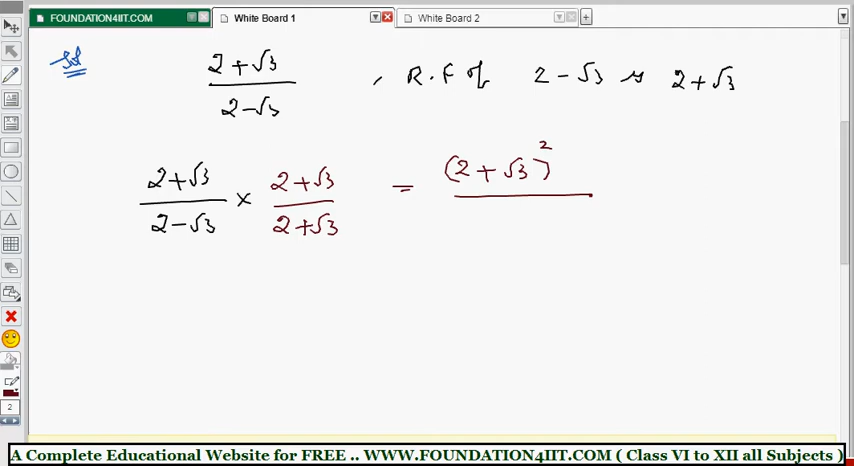 FOUNDATION4IIT.COM White Board 1 White Board 2
Sol
2+√3
2-√3
, R.F of 2-√3 is 2+√3
2+√3 / 2-√3 × 2+√3 / 2+√3 = (2+√3)²
2
A Complete Educational Website for FREE .. WWW.FOUNDATION4IIT.COM ( Class VI to XII all Subjects )